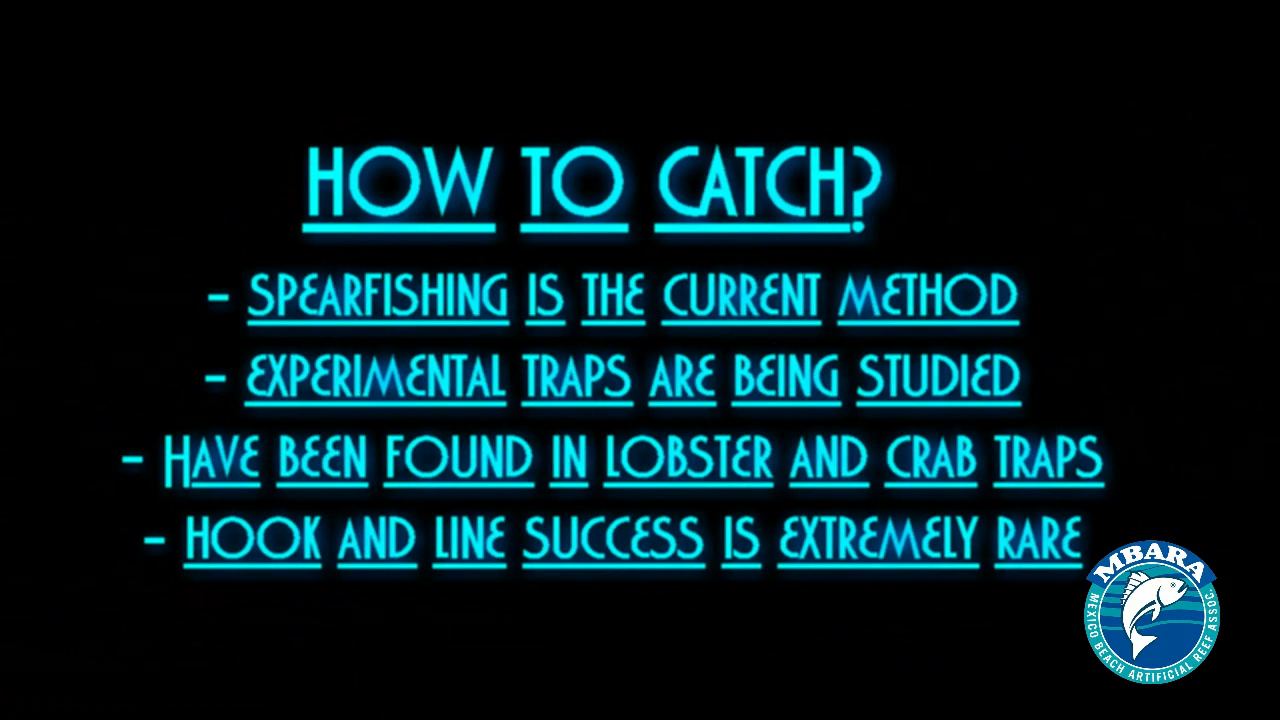 HOW TO CATCH?
- SPEARFISHING IS THE CURRENT METHOD
- EXPERIMENTAL TRAPS ARE BEING STUDIED
- HAVE BEEN FOUND IN LOBSTER AND CRAB TRAPS
- HOOK AND LINE SUCCESS IS EXTREMELY RARE
MBARA
MEXICO BEACH ARTIFICIAL REEF ASSOC.